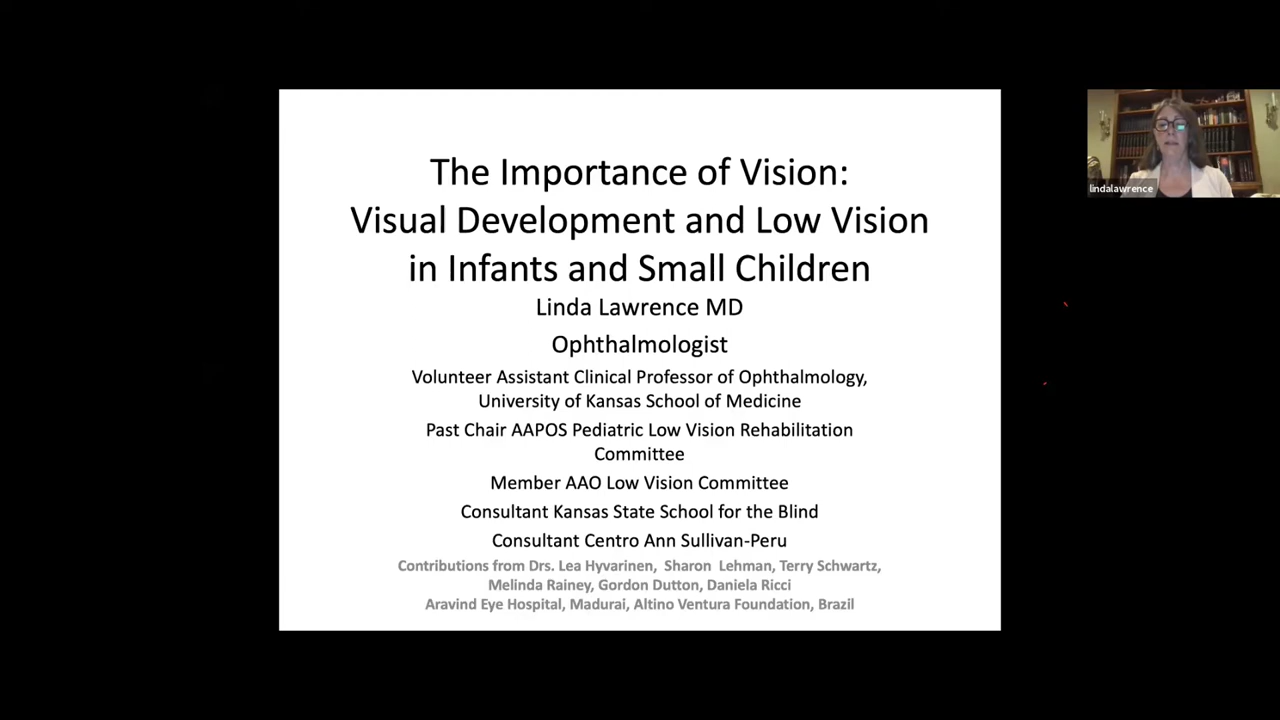 The Importance of Vision:
Visual Development and Low Vision
in Infants and Small Children
Linda Lawrence MD
Ophthalmologist
Volunteer Assistant Clinical Professor of Ophthalmology,
University of Kansas School of Medicine
Past Chair AAPOS Pediatric Low Vision Rehabilitation
Committee
Member AAO Low Vision Committee
Consultant Kansas State School for the Blind
Consultant Centro Ann Sullivan-Peru
Contributions from Drs. Lea Hyvarinen, Sharon Lehman, Terry Schwartz,
Melinda Rainey, Gordon Dutton, Daniela Ricci
Aravind Eye Hospital, Madurai, Altino Ventura Foundation, Brazil
lindalawrence